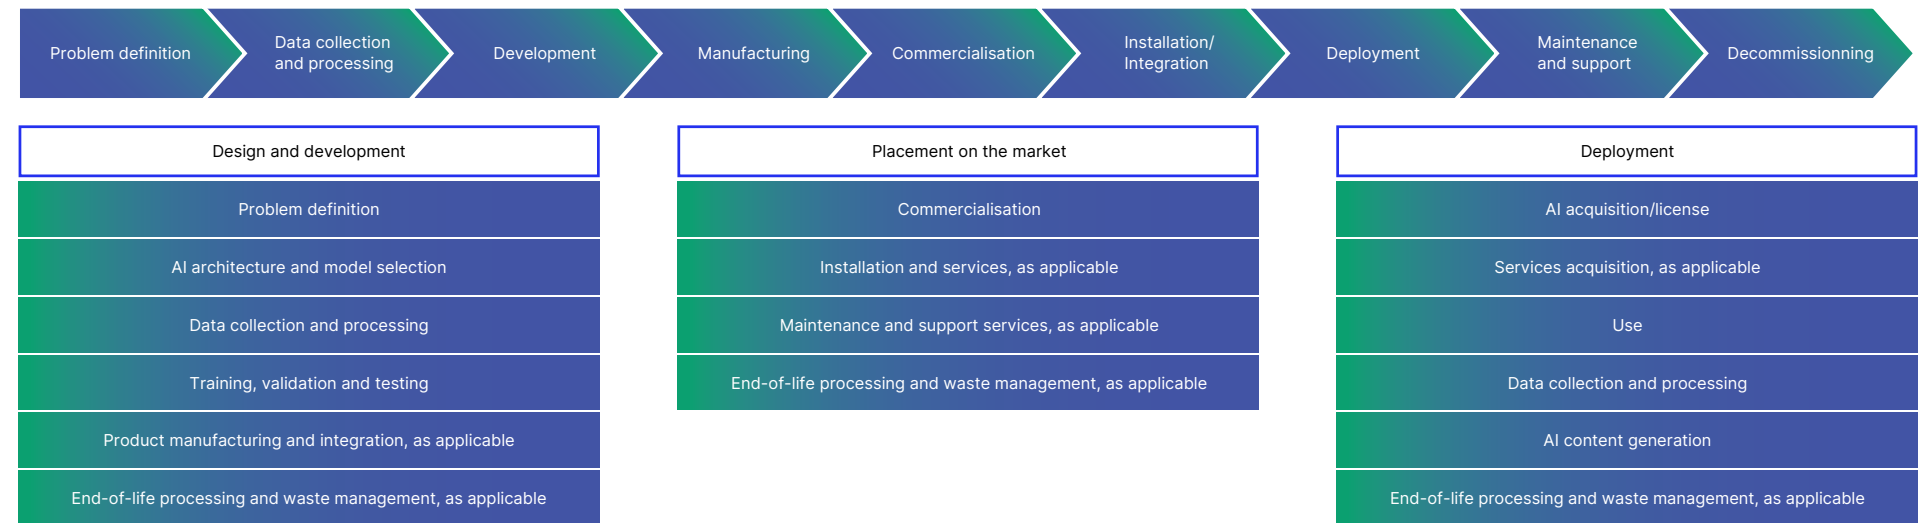 Problem definition
Data collection
and processing
Development
Manufacturing
Commercialisation
Installation/
Integration
Deployment
Maintenance
and support
Decommissionning
Design and development
Problem definition
AI architecture and model selection
Data collection and processing
Training, validation and testing
Product manufacturing and integration, as applicable
End-of-life processing and waste management, as applicable
Placement on the market
Commercialisation
Installation and services, as applicable
Maintenance and support services, as applicable
End-of-life processing and waste management, as applicable
Deployment
AI acquisition/license
Services acquisition, as applicable
Use
Data collection and processing
AI content generation
End-of-life processing and waste management, as applicable